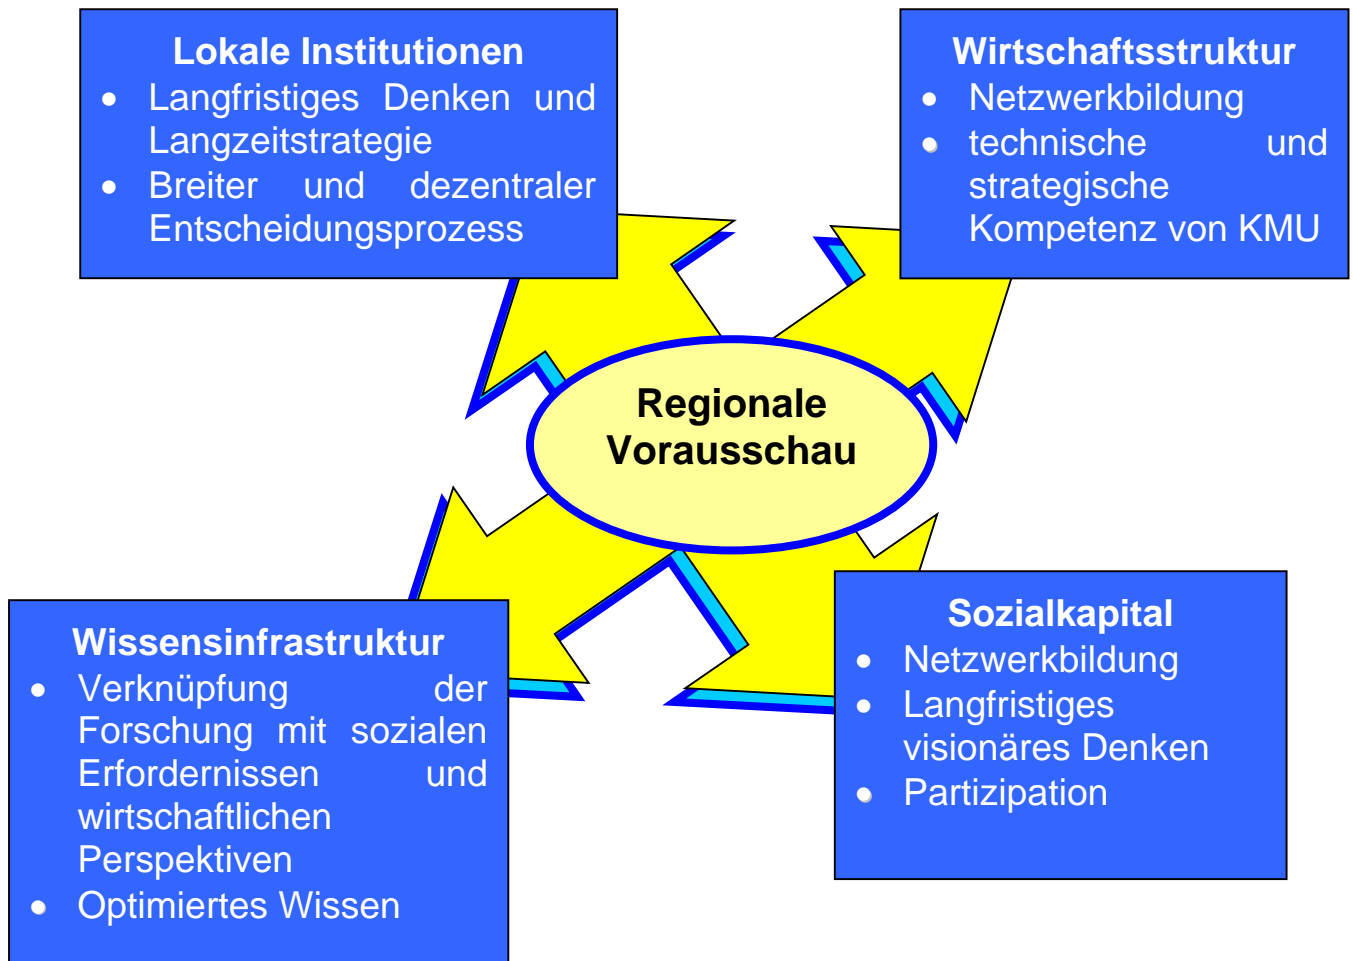 Lokale Institutionen
• Langfristiges Denken und
Langzeitstrategie
• Breiter und dezentraler
Entscheidungsprozess
Wirtschaftsstruktur
• Netzwerkbildung
• technische und
strategische
Kompetenz von KMU
Regionale
Vorausschau
Wissensinfrastruktur
• Verknüpfung der
Forschung mit sozialen
Erfordernissen und
wirtschaftlichen
Perspektiven
• Optimiertes Wissen
Sozialkapital
• Netzwerkbildung
• Langfristiges
visionäres Denken
• Partizipation